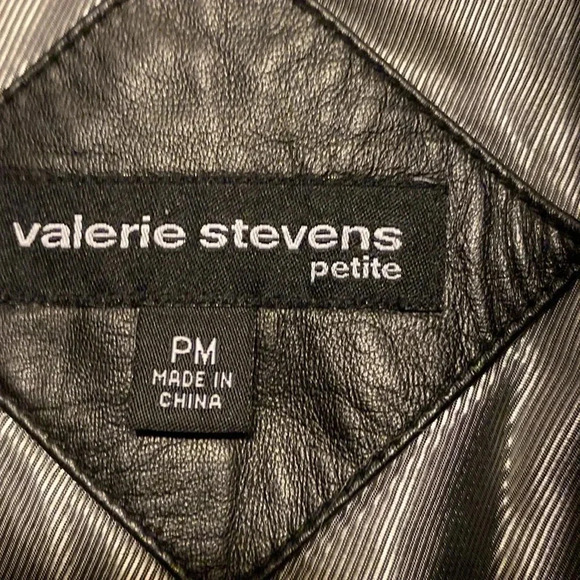 valerie stevens
petite
PM
MADE IN
CHINA